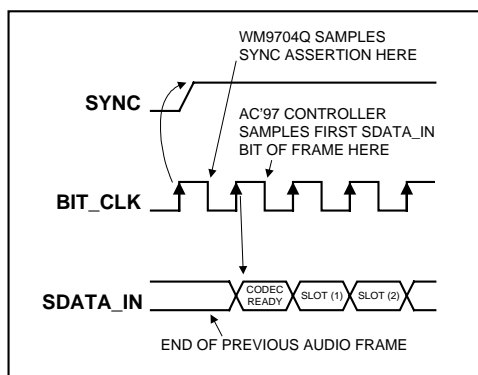 WM9704Q SAMPLES
SYNC ASSERTION HERE
SYNC
AC'97 CONTROLLER
SAMPLES FIRST SDATA_IN
BIT OF FRAME HERE
BIT_CLK
SDATA_IN
CODEC
READY
SLOT (1)
SLOT (2)
END OF PREVIOUS AUDIO FRAME